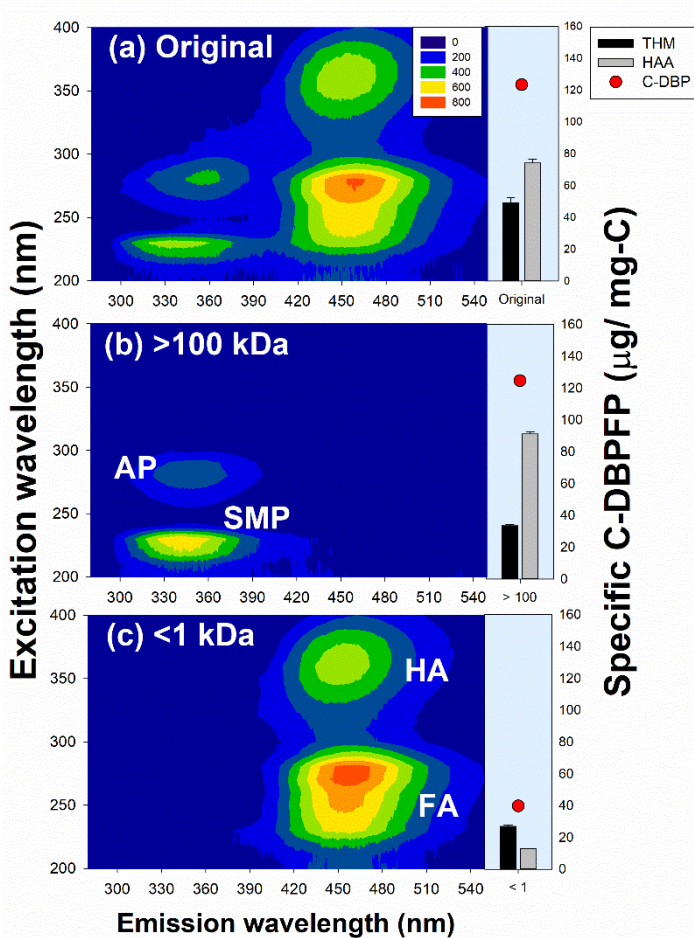 (a) Original
0
200
400
600
800
THM
HAA
C-DBP
400
350
300
250
200
300 330 360 390 420 450 480 510 540
160
140
120
100
80
60
40
20
0
Original
(b) >100 kDa
AP
SMP
400
350
300
250
200
300 330 360 390 420 450 480 510 540
160
140
120
100
80
60
40
20
0
> 100
(c) <1 kDa
HA
FA
400
350
300
250
200
300 330 360 390 420 450 480 510 540
160
140
120
100
80
60
40
20
0
< 1
Excitation wavelength (nm)
Emission wavelength (nm)
Specific C-DBPFP (µg/ mg-C)